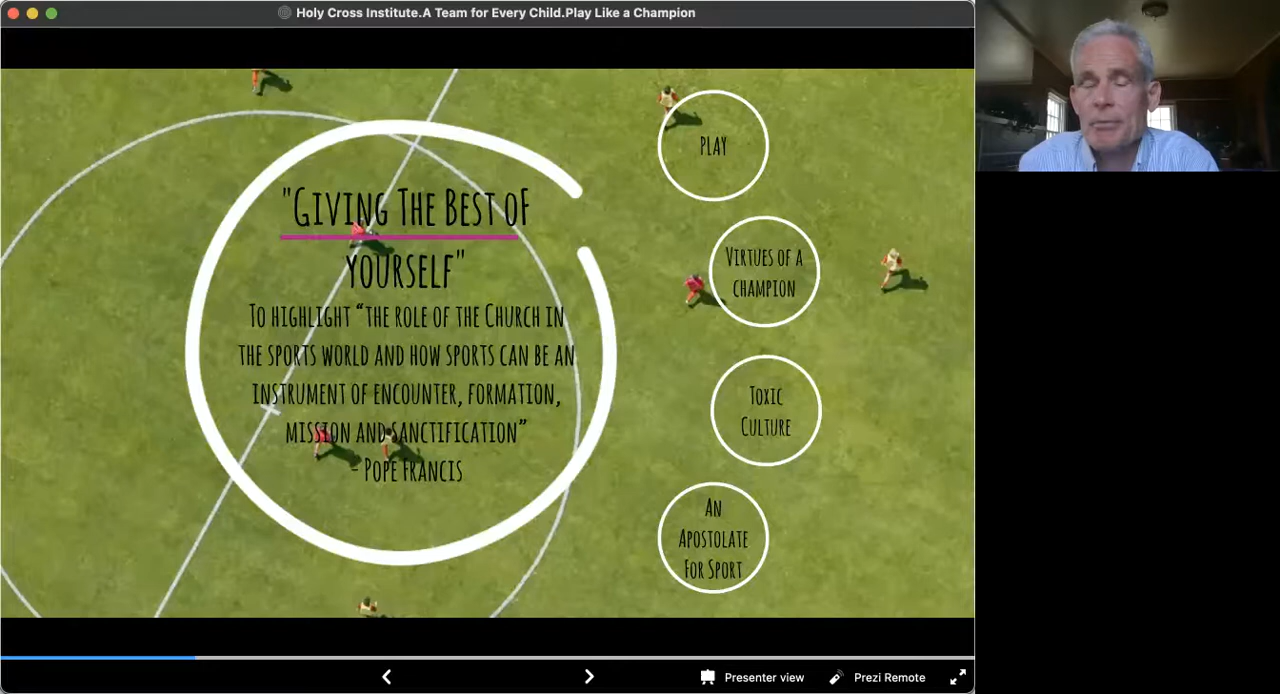 Holy Cross Institute.A Team for Every Child.Play Like a Champion
"Giving The Best of
yourself"
To highlight “the role of the Church in
the sports world and how sports can be an
instrument of encounter, formation,
mission and sanctification”
- Pope Francis
Play
Virtues of a
champion
Toxic
Culture
An
Apostolate
For Sport
Presenter view
Prezi Remote